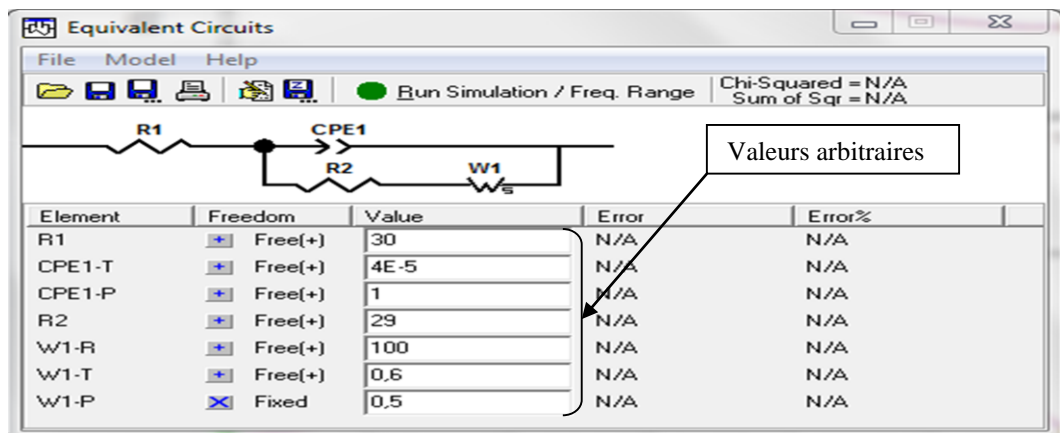 Equivalent Circuits
File Model Help
Run Simulation / Freq. Range
Chi-Squared = N/A
Sum of Sqr = N/A
R1
CPE1
R2
W1
Ws
Valeurs arbitraires
Element Freedom Value Error Error%
R1 + Free(+) 30 N/A N/A
CPE1-T + Free(+) 4E-5 N/A N/A
CPE1-P + Free(+) 1 N/A N/A
R2 + Free(+) 29 N/A N/A
W1-R + Free(+) 100 N/A N/A
W1-T + Free(+) 0,6 N/A N/A
W1-P X Fixed 0,5 N/A N/A